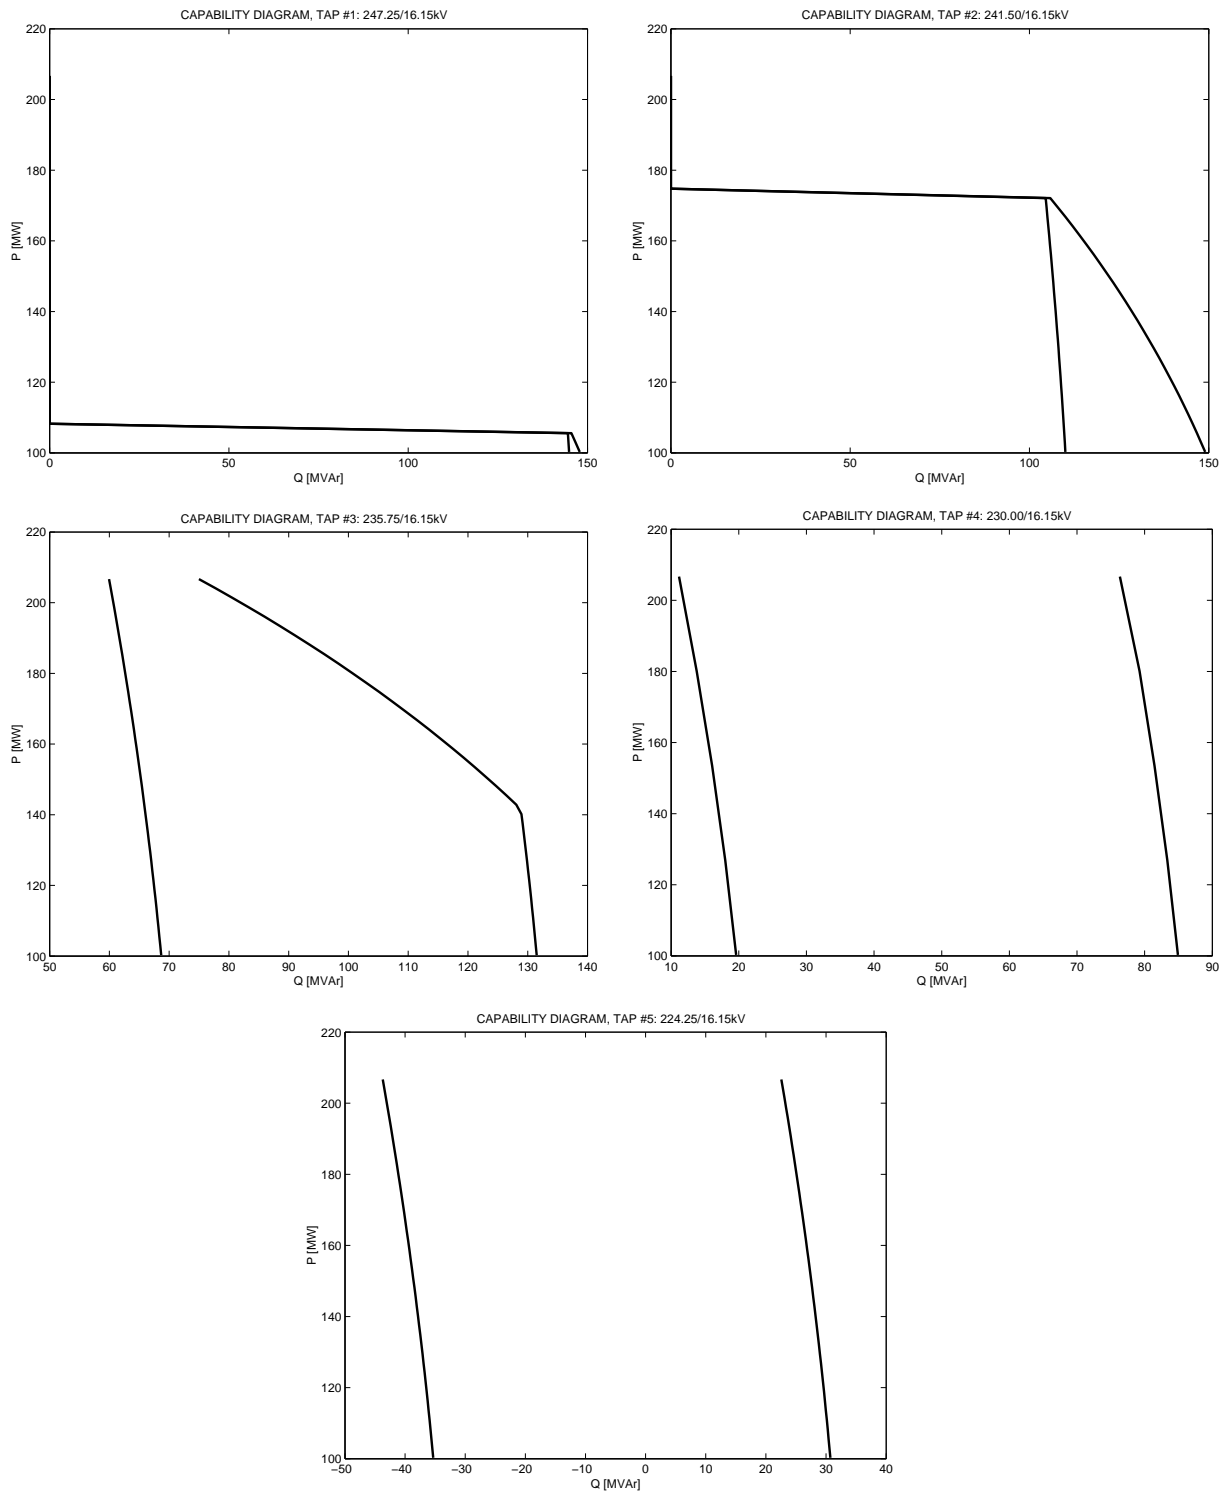 CAPABILITY DIAGRAM, TAP #1: 247.25/16.15kV
220
200
180
160
140
120
100
P [MW]
0 50 100 150
Q [MVAr]
CAPABILITY DIAGRAM, TAP #2: 241.50/16.15kV
220
200
180
160
140
120
100
P [MW]
0 50 100 150
Q [MVAr]
CAPABILITY DIAGRAM, TAP #3: 235.75/16.15kV
220
200
180
160
140
120
100
P [MW]
50 60 70 80 90 100 110 120 130 140
Q [MVAr]
CAPABILITY DIAGRAM, TAP #4: 230.00/16.15kV
220
200
180
160
140
120
100
P [MW]
10 20 30 40 50 60 70 80 90
Q [MVAr]
CAPABILITY DIAGRAM, TAP #5: 224.25/16.15kV
220
200
180
160
140
120
100
P [MW]
−50 −40 −30 −20 −10 0 10 20 30 40
Q [MVAr]